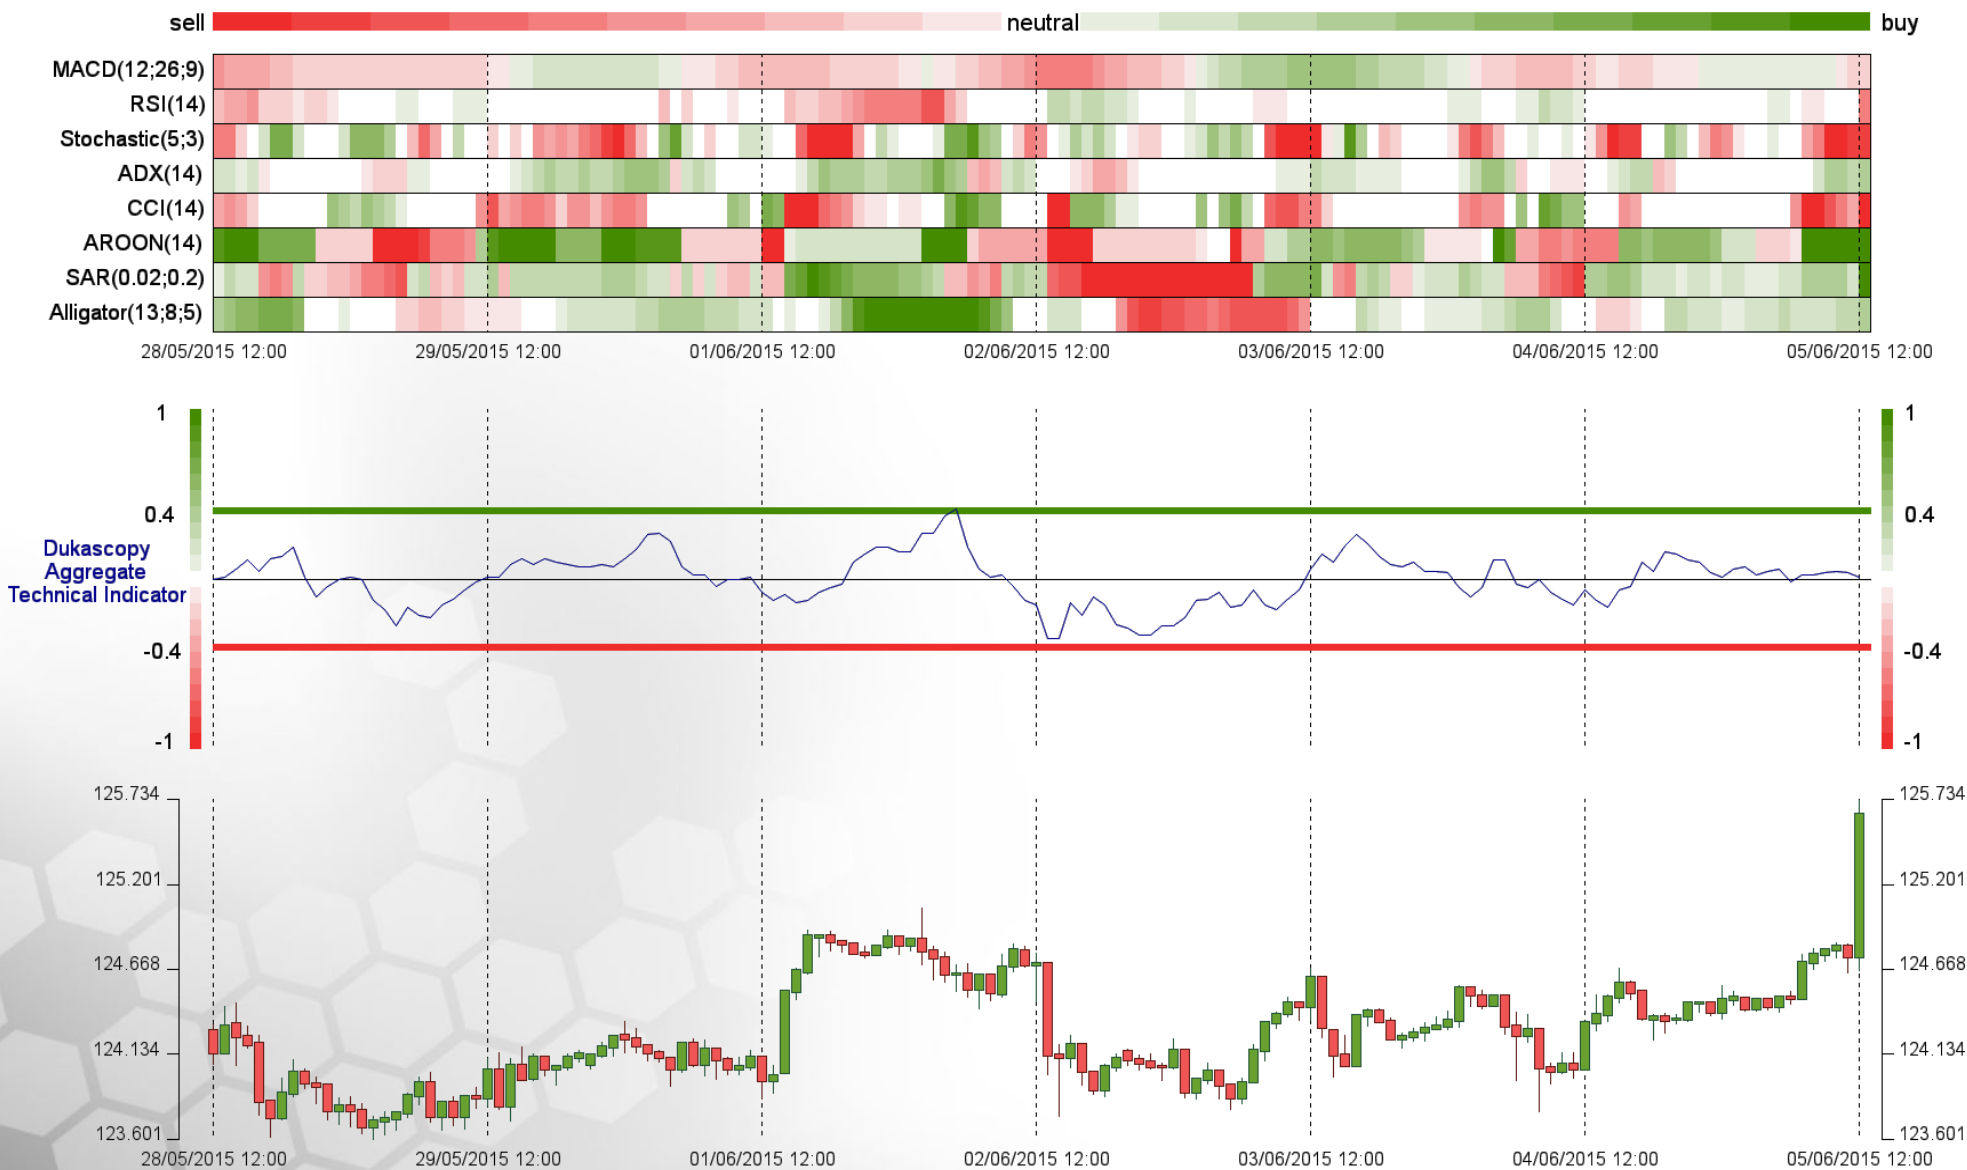 sell neutral buy
MACD(12;26;9)
RSI(14)
Stochastic(5;3)
ADX(14)
CCI(14)
AROON(14)
SAR(0.02;0.2)
Alligator(13;8;5)
28/05/2015 12:00 29/05/2015 12:00 01/06/2015 12:00 02/06/2015 12:00 03/06/2015 12:00 04/06/2015 12:00 05/06/2015 12:00
1 1
0.4 0.4
Dukascopy
Aggregate
Technical Indicator
-0.4 -0.4
-1 -1
125.734 125.734
125.201 125.201
124.668 124.668
124.134 124.134
123.601 123.601
28/05/2015 12:00 29/05/2015 12:00 01/06/2015 12:00 02/06/2015 12:00 03/06/2015 12:00 04/06/2015 12:00 05/06/2015 12:00